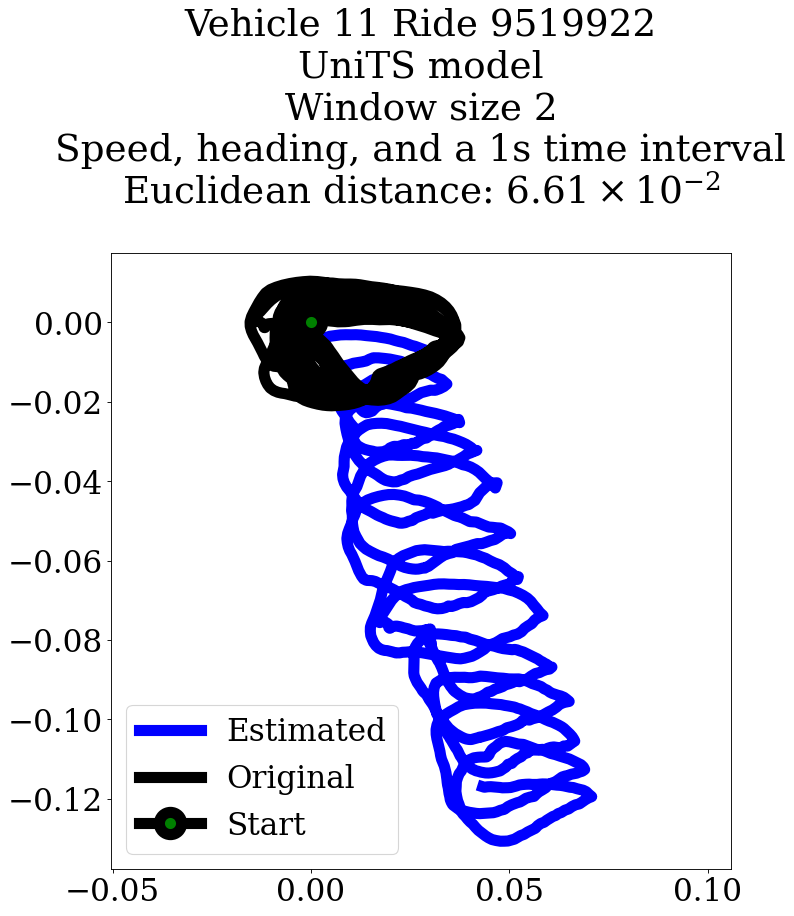 Vehicle 11 Ride 9519922
UniTS model
Window size 2
Speed, heading, and a 1s time interval
Euclidean distance: 6.61 × 10⁻²
0.00
−0.02
−0.04
−0.06
−0.08
−0.10
−0.12
Estimated
Original
Start
−0.05 0.00 0.05 0.10